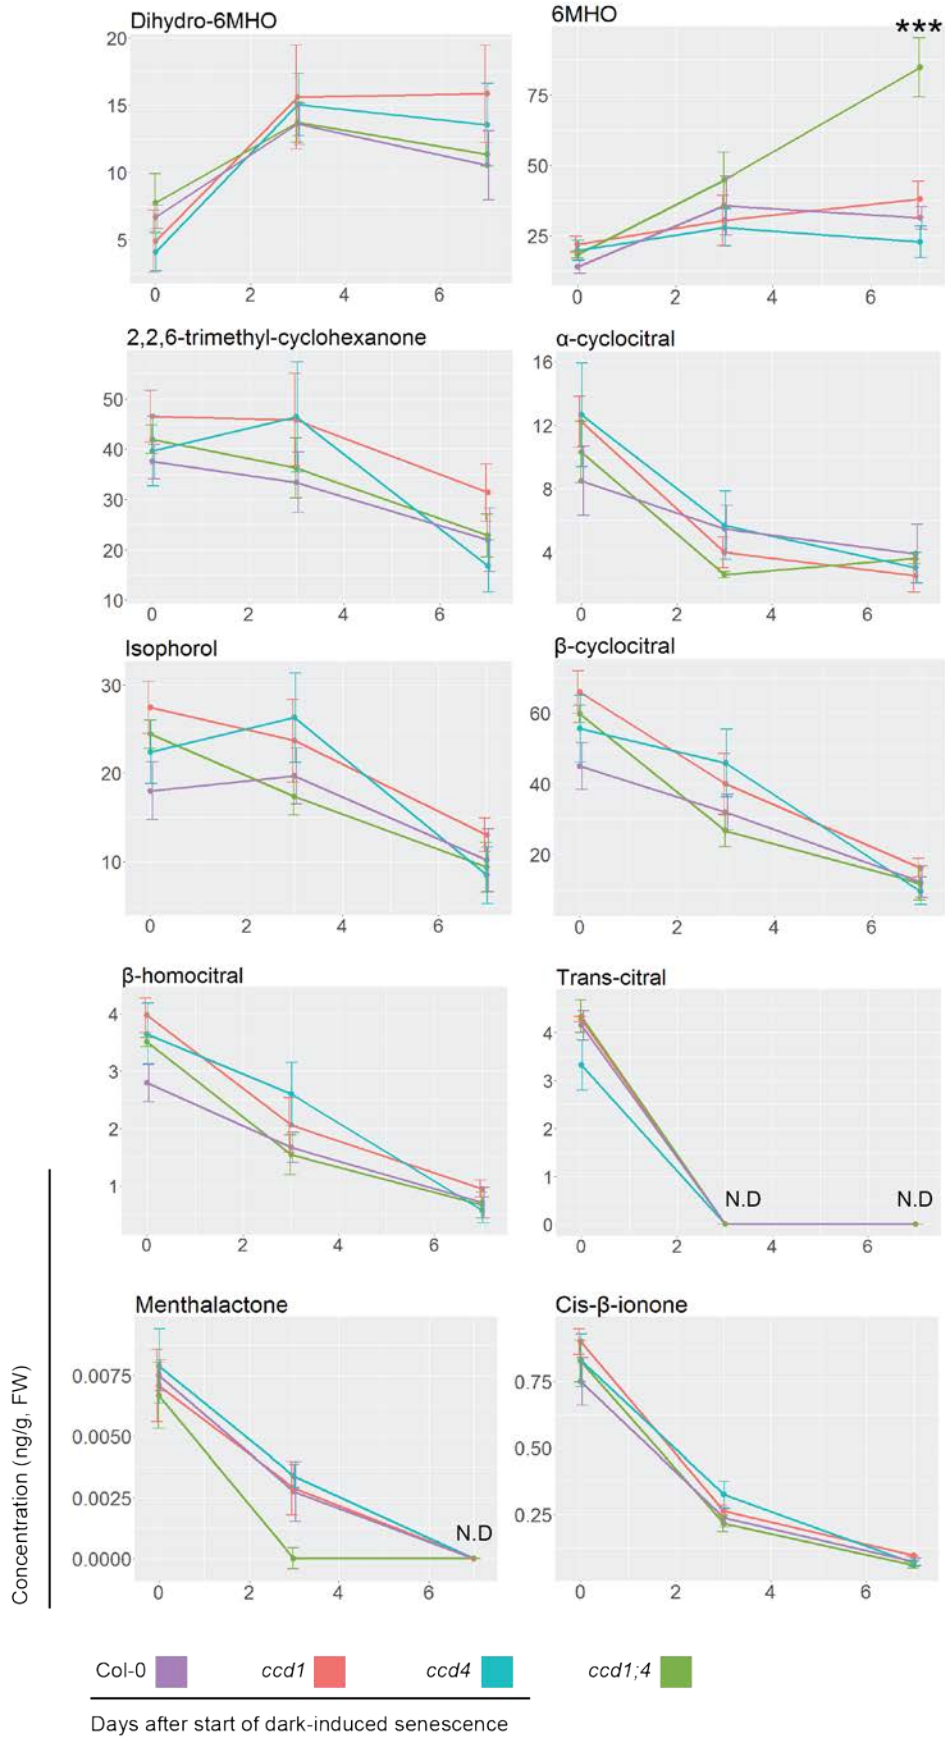 Dihydro-6MHO
20
15
10
5
0 2 4 6
6MHO
***
75
50
25
0 2 4 6
2,2,6-trimethyl-cyclohexanone
50
40
30
20
10
0 2 4 6
α-cyclocitral
16
12
8
4
0 2 4 6
Isophorol
30
20
10
0 2 4 6
β-cyclocitral
60
40
20
0 2 4 6
β-homocitral
4
3
2
1
0 2 4 6
Trans-citral
4
3
2
1
0
N.D N.D
0 2 4 6
Menthalactone
0.0075
0.0050
0.0025
0.0000
N.D
0 2 4 6
Cis-β-ionone
0.75
0.50
0.25
0 2 4 6
Concentration (ng/g, FW)
Col-0 ccd1 ccd4 ccd1;4
Days after start of dark-induced senescence